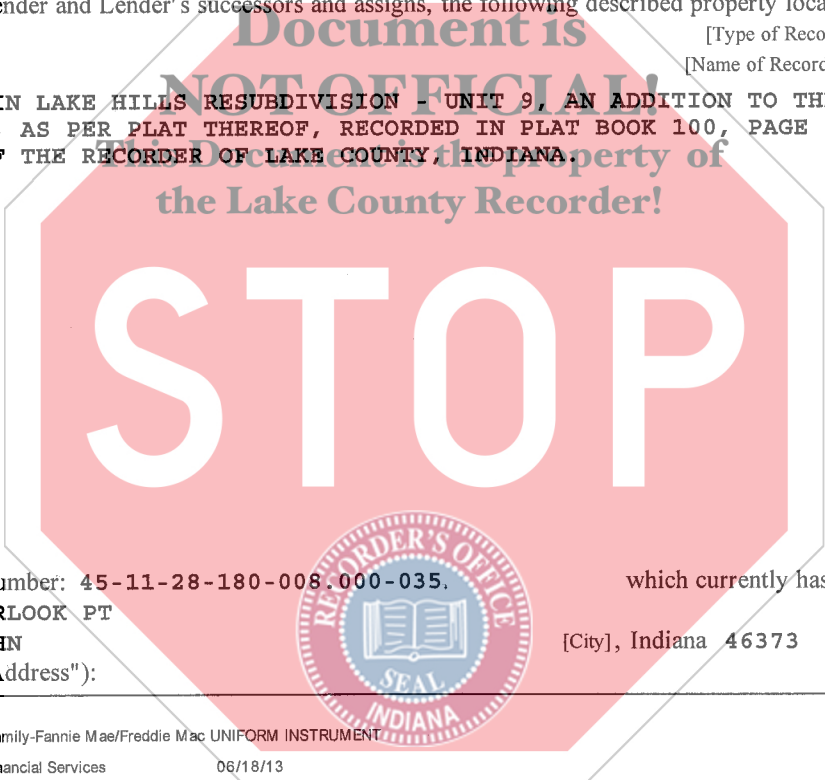 ender and Lender's successors and assigns, the following described property loca
Document is
[Type of Reco
[Name of Record
NOT OFFICIAL!
IN LAKE HILLS RESUBDIVISION - UNIT 9, AN ADDITION TO TH
AS PER PLAT THEREOF, RECORDED IN PLAT BOOK 100, PAGE
F THE RECORDER OF LAKE COUNTY, INDIANA.
This Document is the property of
the Lake County Recorder!
STOP
RECORDER'S OFFICE
umber: 45-11-28-180-008.000-035. which currently has
RLOOK PT
HN [City], Indiana 46373
Address"):
SEAL
INDIANA
mily-Fannie Mae/Freddie Mac UNIFORM INSTRUMENT
ancial Services 06/18/13